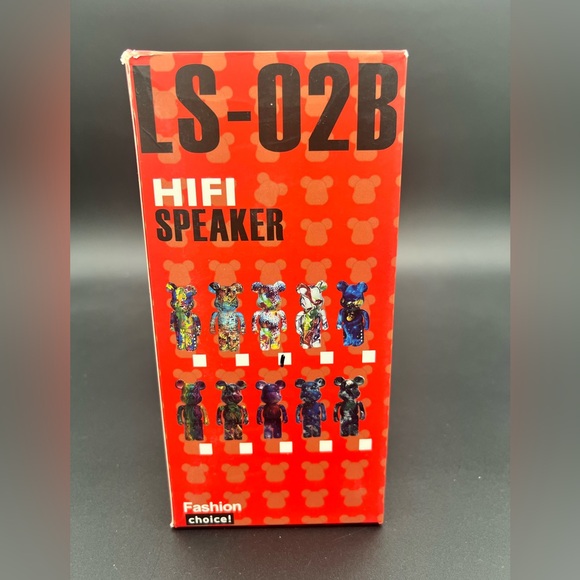 LS-02B
HIFI
SPEAKER
Fashion
choice!